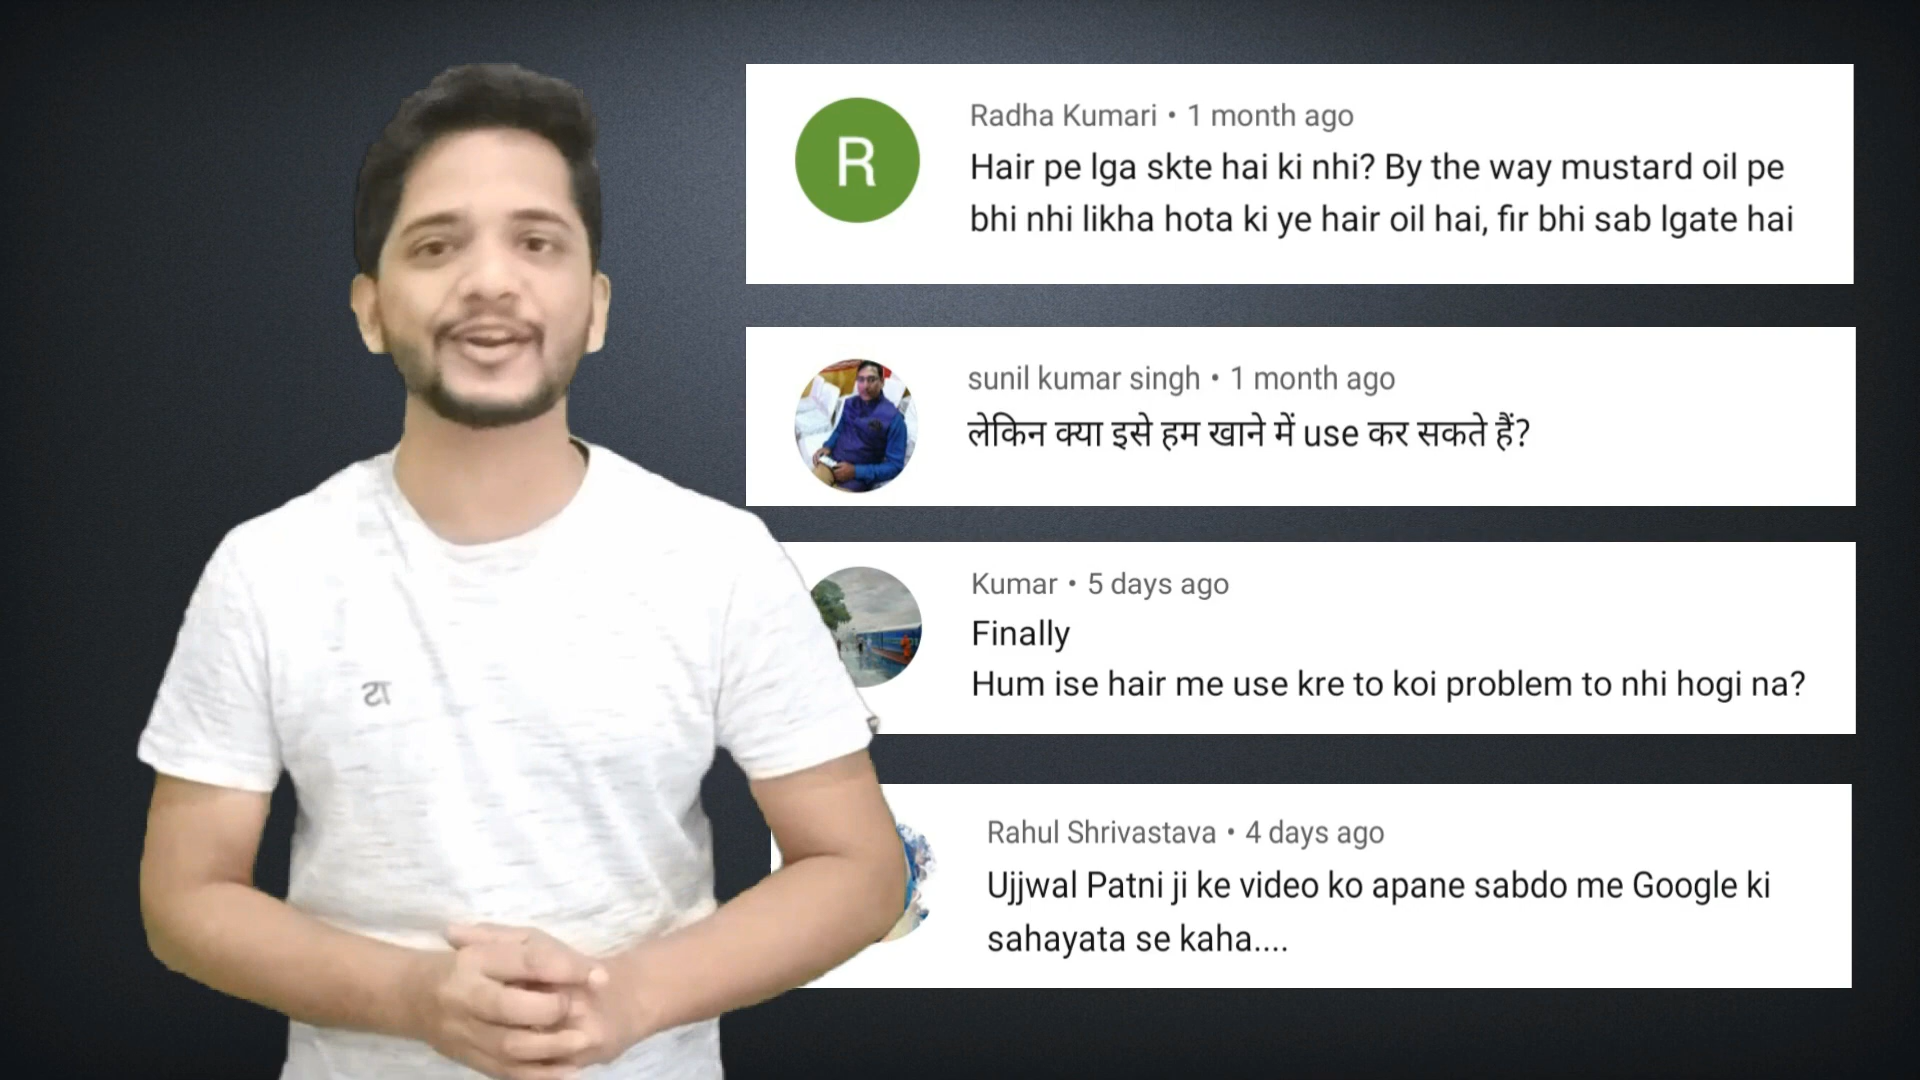 R
Radha Kumari • 1 month ago
Hair pe lga skte hai ki nhi? By the way mustard oil pe
bhi nhi likha hota ki ye hair oil hai, fir bhi sab lgate hai
sunil kumar singh • 1 month ago
लेकिन क्या इसे हम खाने में use कर सकते हैं?
Kumar • 5 days ago
Finally
Hum ise hair me use kre to koi problem to nhi hogi na?
Rahul Shrivastava • 4 days ago
Ujjwal Patni ji ke video ko apane sabdo me Google ki
sahayata se kaha....